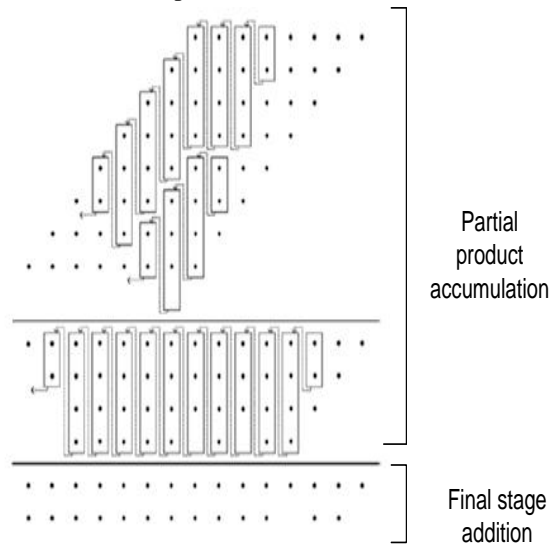 Partial
product
accumulation
Final stage
addition